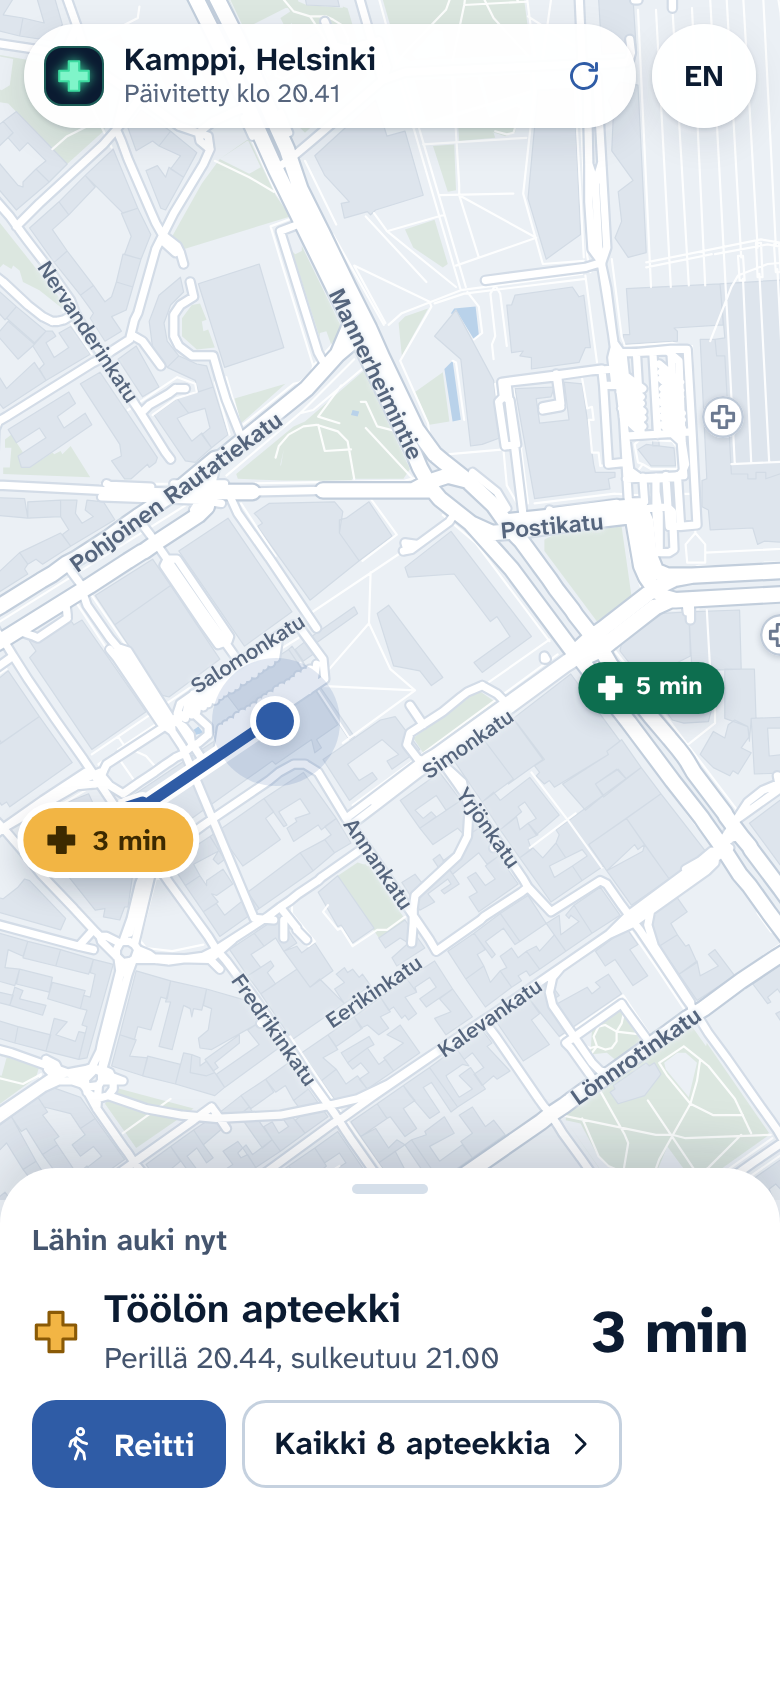 Kamppi, Helsinki
Päivitetty klo 20.41
EN
Nervanderinkatu
Mannerheimintie
Pohjoinen Rautatiekatu
Postikatu
Salomonkatu
5 min
Simonkatu
Yrjönkatu
3 min
Annankatu
Eerikinkatu
Fredrikinkatu
Kalevankatu
Lönnrotinkatu
Lähin auki nyt
Töölön apteekki
3 min
Perillä 20.44, sulkeutuu 21.00
Reitti
Kaikki 8 apteekkia